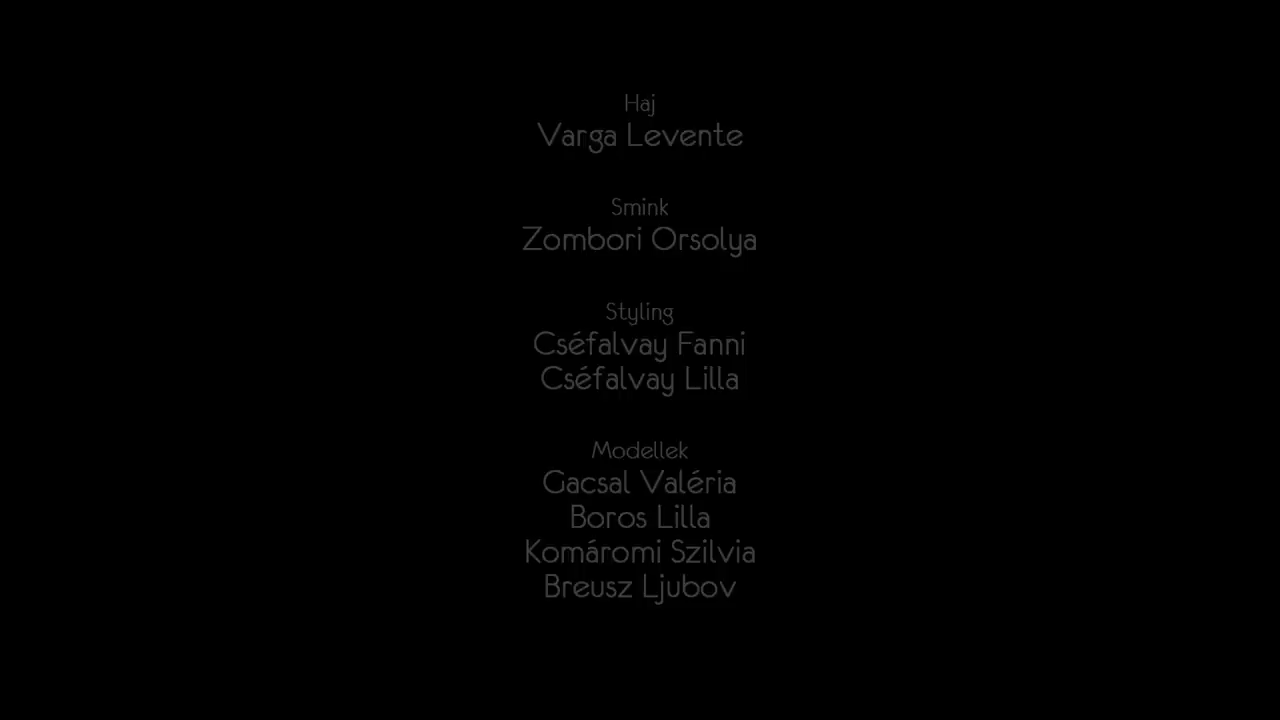 Haj
Varga Levente
Smink
Zombori Orsolya
Styling
Cséfalvay Fanni
Cséfalvay Lilla
Modellek
Gacsal Valéria
Boros Lilla
Komáromi Szilvia
Breusz Ljubov